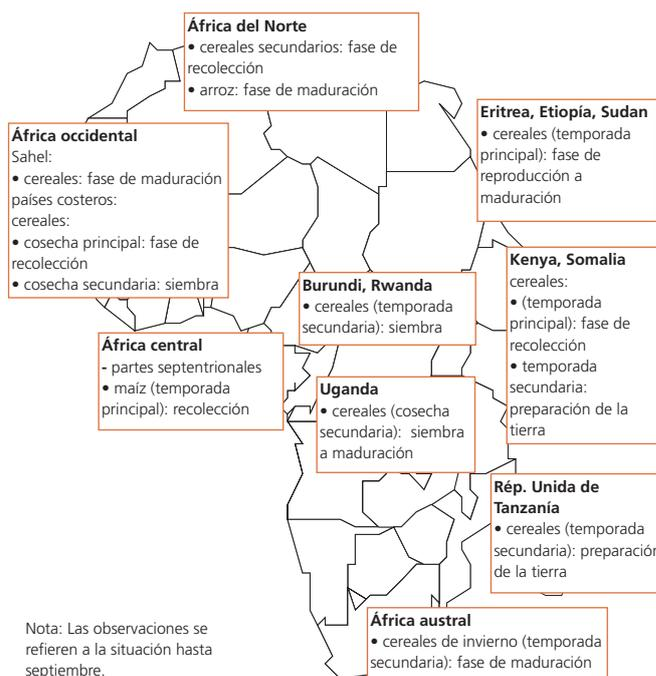 África del Norte
• cereales secundarios: fase de
recolección
• arroz: fase de maduración
Eritrea, Etiopía, Sudan
• cereales (temporada
principal): fase de
reproducción a
maduración
África occidental
Sahel:
• cereales: fase de maduración
países costeros:
cereales:
• cosecha principal: fase de
recolección
• cosecha secundaria: siembra
Kenya, Somalia
cereales:
• (temporada
principal): fase de
recolección
• temporada
secundaria:
preparación de la
tierra
Burundi, Rwanda
• cereales (temporada
secundaria): siembra
África central
- partes septentrionales
• maíz (temporada
principal): recolección
Uganda
• cereales (cosecha
secundaria): siembra
a maduración
Rép. Unida de
Tanzanía
• cereales (temporada
secundaria): preparación
de la tierra
África austral
• cereales de invierno (temporada
secundaria): fase de maduración
Nota: Las observaciones se
refieren a la situación hasta
septiembre.